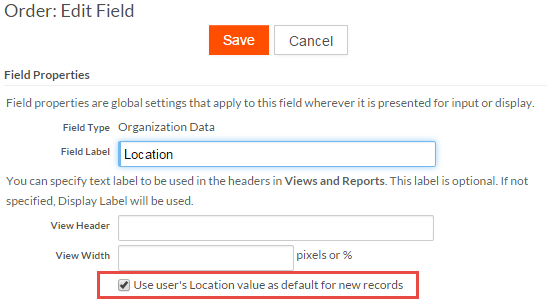 Order: Edit Field
Save Cancel
Field Properties
Field properties are global settings that apply to this field wherever it is presented for input or display.
Field Type Organization Data
Field Label Location
You can specify text label to be used in the headers in Views and Reports. This label is optional. If not
specified, Display Label will be used.
View Header
View Width pixels or %
Use user's Location value as default for new records